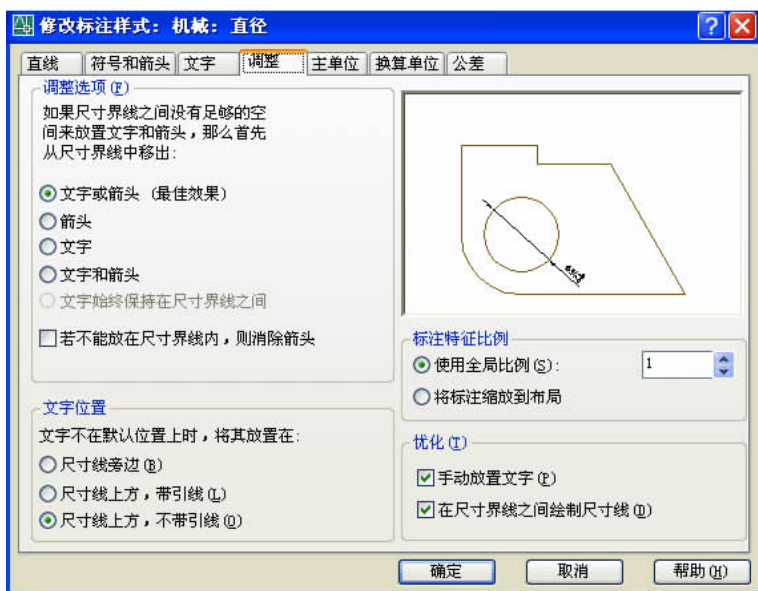 修改标注样式：机械：直径
直线 符号和箭头 文字 调整 主单位 换算单位 公差
调整选项(F)
如果尺寸界线之间没有足够的空
间来放置文字和箭头，那么首先
从尺寸界线中移出：
文字或箭头（最佳效果）
箭头
文字
文字和箭头
文字始终保持在尺寸界线之间
若不能放在尺寸界线内，则消除箭头
文字位置
文字不在默认位置上时，将其放置在：
尺寸线旁边(B)
尺寸线上方，带引线(L)
尺寸线上方，不带引线(O)
标注特征比例
使用全局比例(S)： 1
将标注缩放到布局
优化(T)
手动放置文字(P)
在尺寸界线之间绘制尺寸线(D)
确定 取消 帮助(H)